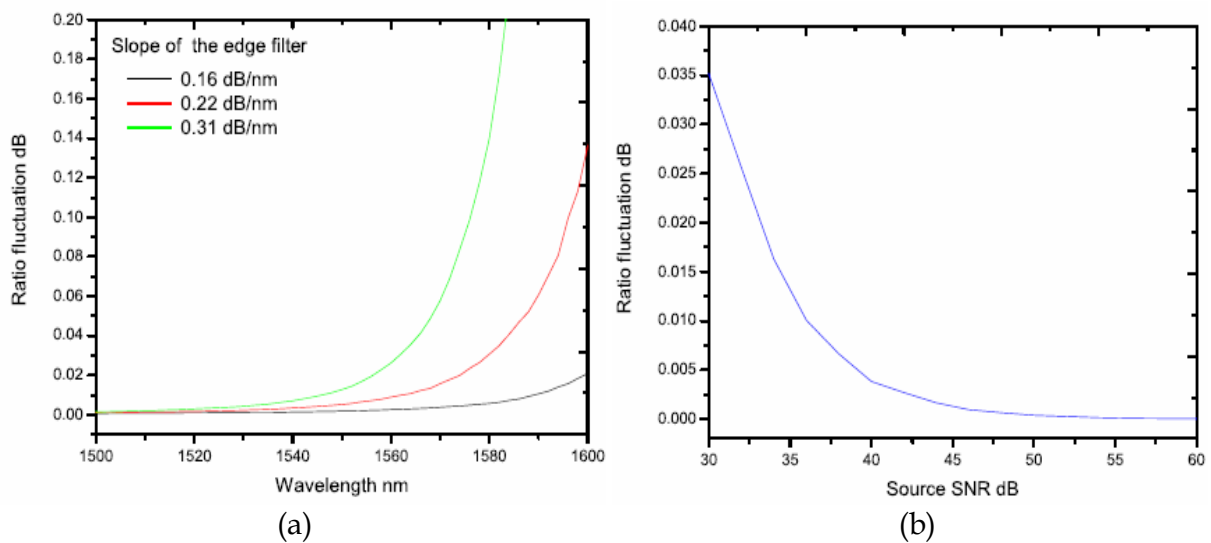 0.20
0.18
0.16
0.14
0.12
0.10
0.08
0.06
0.04
0.02
0.00
Ratio fluctuation dB
Slope of the edge filter
0.16 dB/nm
0.22 dB/nm
0.31 dB/nm
1500 1520 1540 1560 1580 1600
Wavelength nm
(a)
0.040
0.035
0.030
0.025
0.020
0.015
0.010
0.005
0.000
Ratio fluctuation dB
30 35 40 45 50 55 60
Source SNR dB
(b)